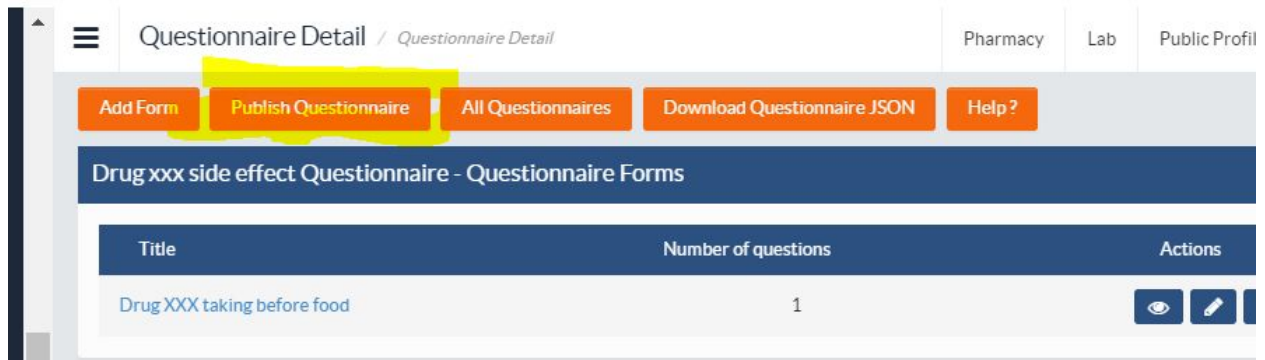 Questionnaire Detail / Questionnaire Detail Pharmacy Lab Public Profil
Add Form Publish Questionnaire All Questionnaires Download Questionnaire JSON Help ?
Drug xxx side effect Questionnaire - Questionnaire Forms
Title Number of questions Actions
Drug XXX taking before food 1